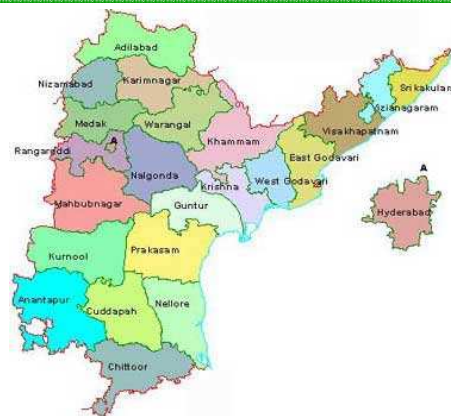 Adilabad
Nizamabad
Karimnagar
Srikakulam
Vizianagaram
Medak
Warangal
Visakhapatnam
Rangareddi
A
Khammam
East Godavari
A
Nalgonda
Krishna
West Godavari
Mahbubnagar
Guntur
Hyderabad
Prakasam
Kurnool
Anantapur
Cuddapah
Nellore
Chittoor